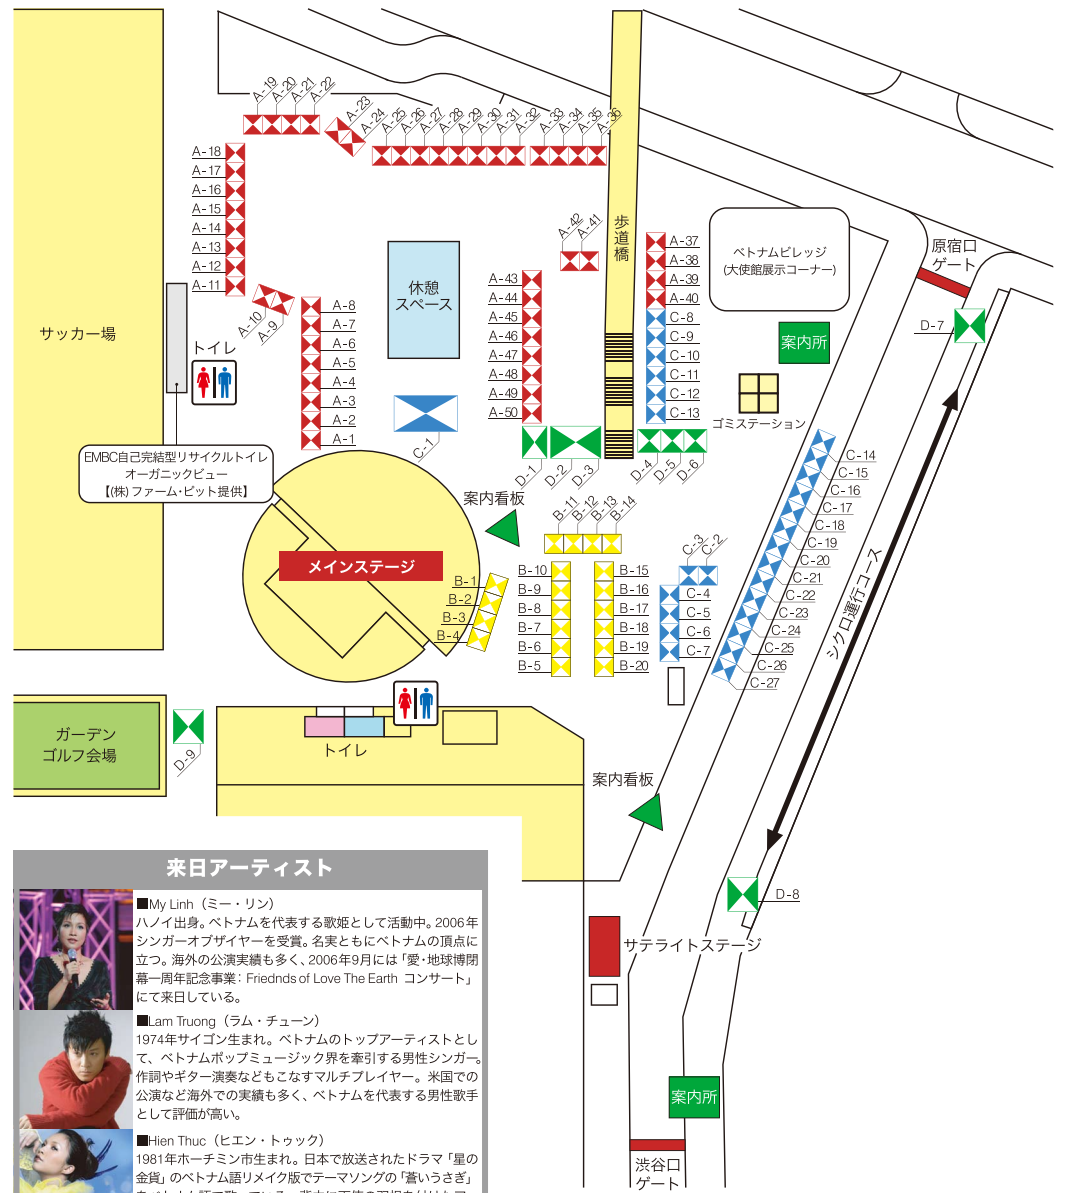 A-19
A-20
A-21
A-22
A-23
A-24
A-25
A-26
A-27
A-28
A-29
A-30
A-31
A-32
A-33
A-34
A-35
A-36
A-18
A-17
A-16
A-15
A-14
A-13
A-12
A-11
A-10
A-9
A-8
A-7
A-6
A-5
A-4
A-3
A-2
A-1
サッカー場
トイレ
EMBC自己完結型リサイクルトイレ
オーガニックビュー
【(株)ファーム・ビット提供】
休憩
スペース
C-1
A-42
A-41
A-43
A-44
A-45
A-46
A-47
A-48
A-49
A-50
歩道橋
A-37
A-38
A-39
A-40
C-8
C-9
C-10
C-11
C-12
C-13
ベトナムビレッジ
(大使館展示コーナー)
原宿口
ゲート
案内所
D-7
ゴミステーション
D-1
D-2
D-3
D-4
D-5
D-6
案内看板
メインステージ
B-1
B-2
B-3
B-4
B-11
B-12
B-13
B-14
B-10
B-9
B-8
B-7
B-6
B-5
B-15
B-16
B-17
B-18
B-19
B-20
C-3
C-2
C-4
C-5
C-6
C-7
C-14
C-15
C-16
C-17
C-18
C-19
C-20
C-21
C-22
C-23
C-24
C-25
C-26
C-27
シクロ運行コース
ガーデン
ゴルフ会場
D-9
トイレ
案内看板
D-8
サテライトステージ
案内所
渋谷口
ゲート
来日アーティスト
■My Linh（ミー・リン）
ハノイ出身。ベトナムを代表する歌姫として活動中。2006年
シンガーオブザイヤーを受賞。名実ともにベトナムの頂点に
立つ。海外の公演実績も多く、2006年9月には「愛・地球博閉
幕一周年記念事業：Friednds of Love The Earth コンサート」
にて来日している。
■Lam Truong（ラム・チューン）
1974年サイゴン生まれ。ベトナムのトップアーティストとし
て、ベトナムポップミュージック界を牽引する男性シンガー。
作詞やギター演奏などもこなすマルチプレイヤー。米国での
公演など海外での実績も多く、ベトナムを代表する男性歌手
として評価が高い。
■Hien Thuc（ヒエン・トゥック）
1981年ホーチミン市生まれ。日本で放送されたドラマ「星の
金貨」のベトナム語リメイク版でテーマソングの「蒼いうさぎ」